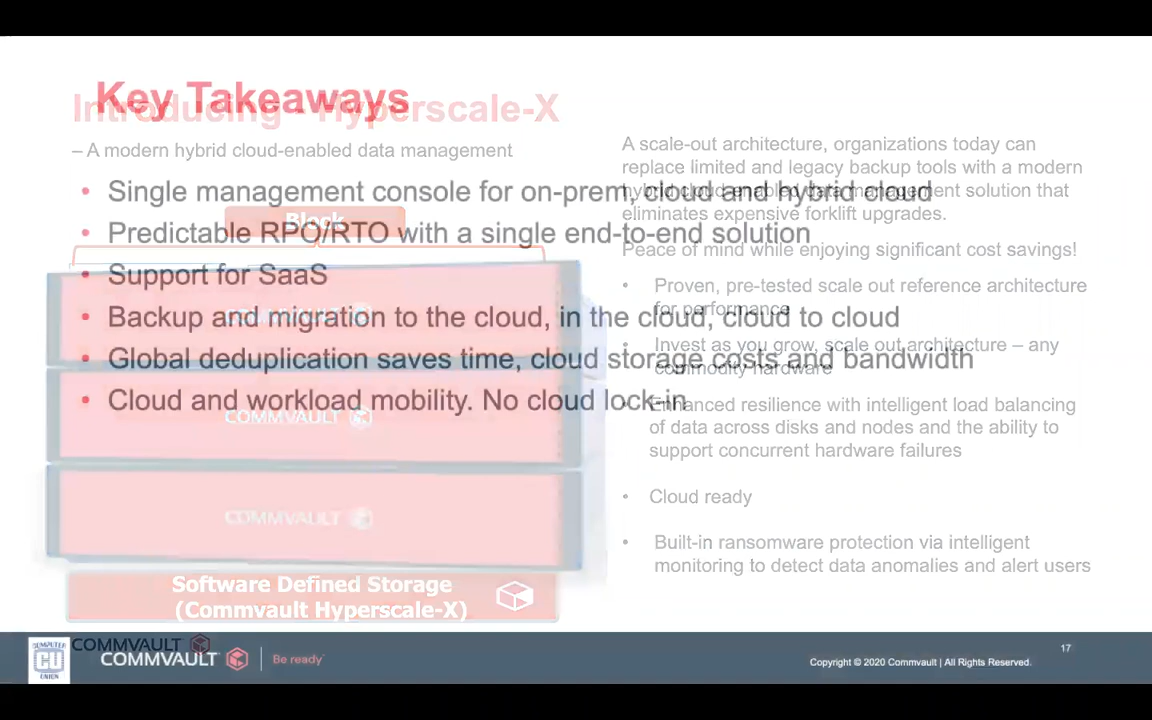 Key Takeaways
Introducing - Hyperscale-X
– A modern hybrid cloud-enabled data management
• Single management console for on-prem, cloud and hybrid cloud
• Predictable RPO/RTO with a single end-to-end solution
• Support for SaaS
• Backup and migration to the cloud, in the cloud, cloud to cloud
• Global deduplication saves time, cloud storage costs and bandwidth
• Cloud and workload mobility. No cloud lock-in
Block
COMMVAULT
COMMVAULT
COMMVAULT
Software Defined Storage
(Commvault Hyperscale-X)
A scale-out architecture, organizations today can
replace limited and legacy backup tools with a modern
hybrid cloud-enabled data management solution that
eliminates expensive forklift upgrades.
Peace of mind while enjoying significant cost savings!
• Proven, pre-tested scale out reference architecture
for performance
• Invest as you grow, scale out architecture – any
commodity hardware
• Enhanced resilience with intelligent load balancing
of data across disks and nodes and the ability to
support concurrent hardware failures
• Cloud ready
• Built-in ransomware protection via intelligent
monitoring to detect data anomalies and alert users
COMPUTER
CU
UNION
COMMVAULT
COMMVAULT
Be ready
17
Copyright © 2020 Commvault | All Rights Reserved.